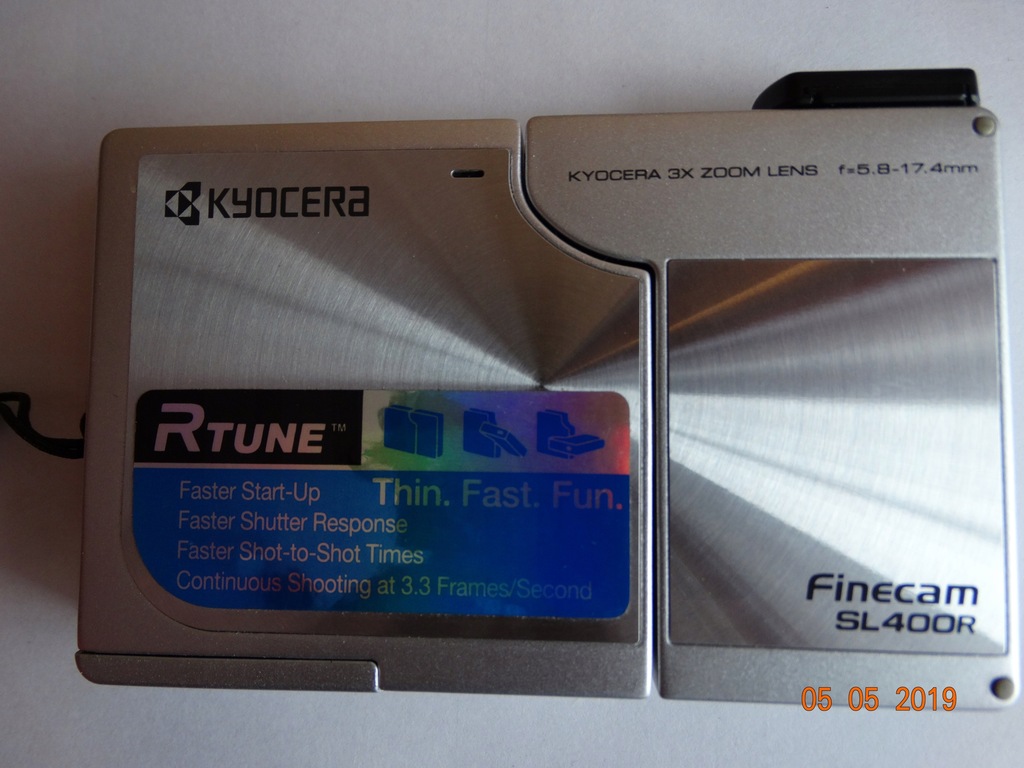 KYOCERA
KYOCERA 3X ZOOM LENS f=5.8-17.4mm
RTUNE™
Thin. Fast. Fun.
Faster Start-Up
Faster Shutter Response
Faster Shot-to-Shot Times
Continuous Shooting at 3.3 Frames/Second
Finecam
SL400R
05 05 2019